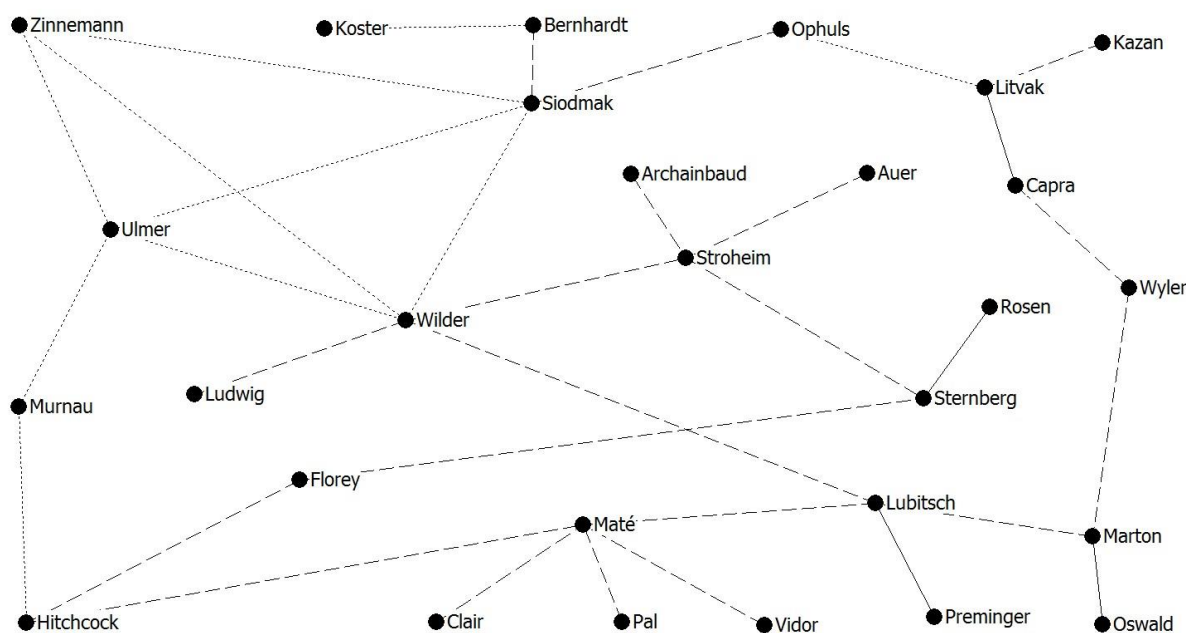 Zinnemann
Koster
Bernhardt
Ophuls
Kazan
Litvak
Siodmak
Archainbaud
Auer
Capra
Ulmer
Stroheim
Wyler
Rosen
Wilder
Ludwig
Sternberg
Murnau
Florey
Lubitsch
Maté
Marton
Hitchcock
Clair
Pal
Vidor
Preminger
Oswald